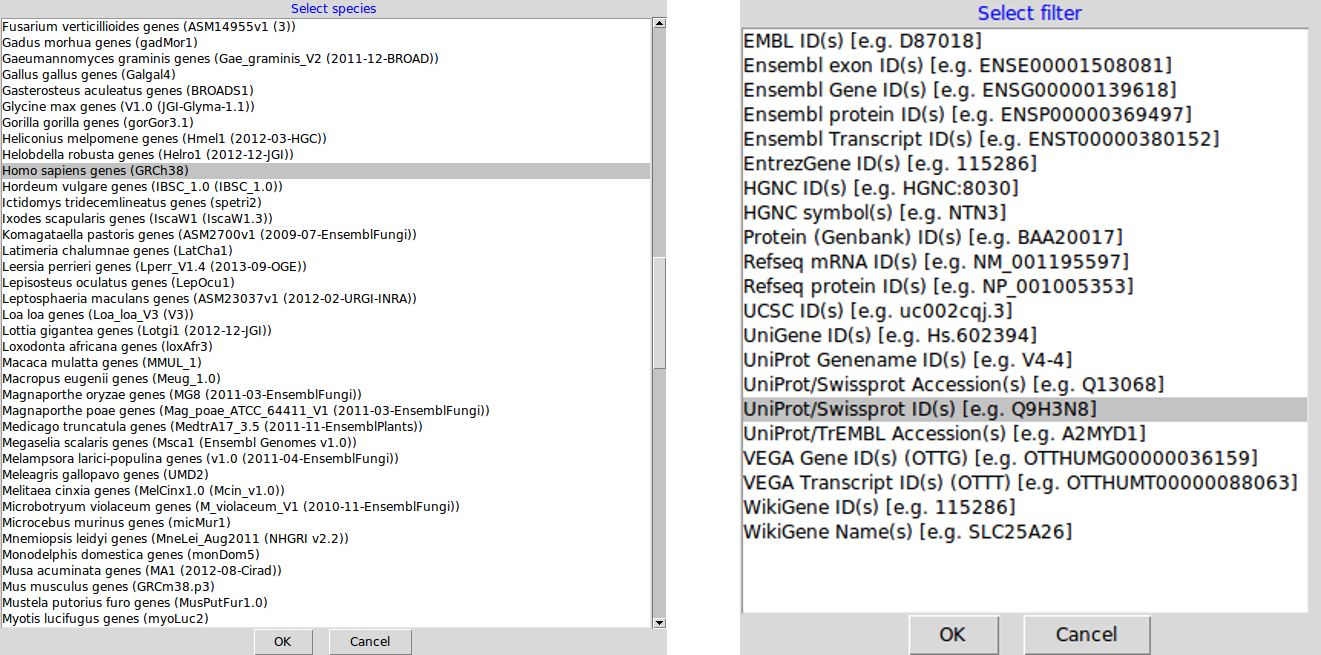 Select species
Fusarium verticillioides genes (ASM14955v1 (3))
Gadus morhua genes (gadMor1)
Gaeumannomyces graminis genes (Gae_graminis_V2 (2011-12-BROAD))
Gallus gallus genes (Galgal4)
Gasterosteus aculeatus genes (BROADS1)
Glycine max genes (V1.0 (JGI-Glyma-1.1))
Gorilla gorilla genes (gorGor3.1)
Heliconius melpomene genes (Hmel1 (2012-03-HGC))
Helobdella robusta genes (Helro1 (2012-12-JGI))
Homo sapiens genes (GRCh38)
Hordeum vulgare genes (IBSC_1.0 (IBSC_1.0))
Ictidomys tridecemlineatus genes (spetri2)
Ixodes scapularis genes (IscaW1 (IscaW1.3))
Komagataella pastoris genes (ASM2700v1 (2009-07-EnsemblFungi))
Latimeria chalumnae genes (LatCha1)
Leersia perrieri genes (Lperr_V1.4 (2013-09-OGE))
Lepisosteus oculatus genes (LepOcu1)
Leptosphaeria maculans genes (ASM23037v1 (2012-02-URGI-INRA))
Loa loa genes (Loa_loa_V3 (V3))
Lottia gigantea genes (Lotgi1 (2012-12-JGI))
Loxodonta africana genes (loxAfr3)
Macaca mulatta genes (MMUL_1)
Macropus eugenii genes (Meug_1.0)
Magnaporthe oryzae genes (MG8 (2011-03-EnsemblFungi))
Magnaporthe poae genes (Mag_poae_ATCC_64411_V1 (2011-03-EnsemblFungi))
Medicago truncatula genes (MedtrA17_3.5 (2011-11-EnsemblPlants))
Megaselia scalaris genes (Msca1 (Ensembl Genomes v1.0))
Melampsora larici-populina genes (v1.0 (2011-04-EnsemblFungi))
Meleagris gallopavo genes (UMD2)
Melitaea cinxia genes (MelCinx1.0 (Mcin_v1.0))
Microbotryum violaceum genes (M_violaceum_V1 (2010-11-EnsemblFungi))
Microcebus murinus genes (micMur1)
Mnemiopsis leidyi genes (MneLei_Aug2011 (NHGRI v2.2))
Monodelphis domestica genes (monDom5)
Musa acuminata genes (MA1 (2012-08-Cirad))
Mus musculus genes (GRCm38.p3)
Mustela putorius furo genes (MusPutFur1.0)
Myotis lucifugus genes (myoLuc2)
OK Cancel
Select filter
EMBL ID(s) [e.g. D87018]
Ensembl exon ID(s) [e.g. ENSE00001508081]
Ensembl Gene ID(s) [e.g. ENSG00000139618]
Ensembl protein ID(s) [e.g. ENSP00000369497]
Ensembl Transcript ID(s) [e.g. ENST00000380152]
EntrezGene ID(s) [e.g. 115286]
HGNC ID(s) [e.g. HGNC:8030]
HGNC symbol(s) [e.g. NTN3]
Protein (Genbank) ID(s) [e.g. BAA20017]
Refseq mRNA ID(s) [e.g. NM_001195597]
Refseq protein ID(s) [e.g. NP_001005353]
UCSC ID(s) [e.g. uc002cqj.3]
UniGene ID(s) [e.g. Hs.602394]
UniProt Genename ID(s) [e.g. V4-4]
UniProt/Swissprot Accession(s) [e.g. Q13068]
UniProt/Swissprot ID(s) [e.g. Q9H3N8]
UniProt/TrEMBL Accession(s) [e.g. A2MYD1]
VEGA Gene ID(s) (OTTG) [e.g. OTTHUMG00000036159]
VEGA Transcript ID(s) (OTTT) [e.g. OTTHUMT00000088063]
WikiGene ID(s) [e.g. 115286]
WikiGene Name(s) [e.g. SLC25A26]
OK Cancel